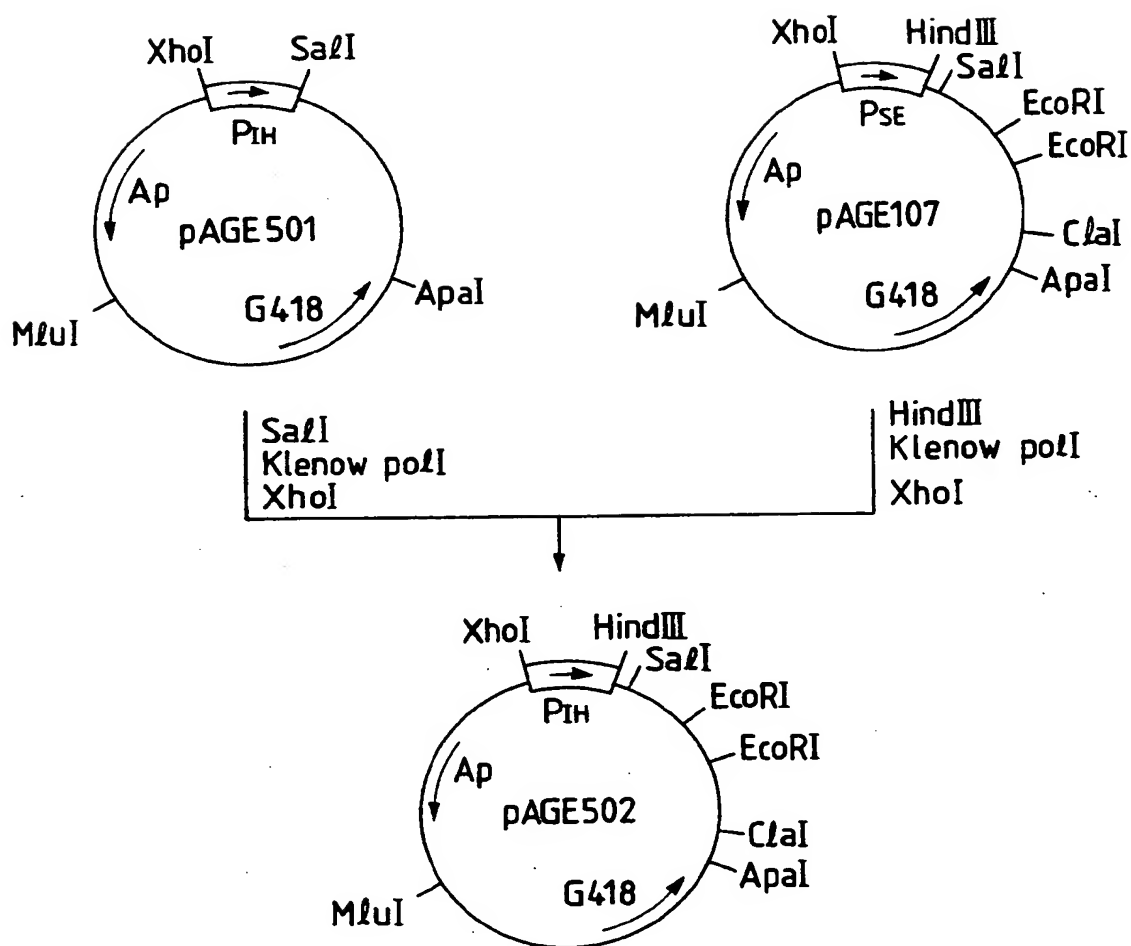 XhoI
SalI
PIH
Ap
pAGE501
G418
ApaI
MluI
XhoI
HindIII
SalI
PSE
EcoRI
EcoRI
Ap
pAGE107
ClaI
ApaI
G418
MluI
SalI
Klenow polI
XhoI
HindIII
Klenow polI
XhoI
XhoI
HindIII
SalI
PIH
EcoRI
EcoRI
Ap
pAGE502
ClaI
ApaI
G418
MluI